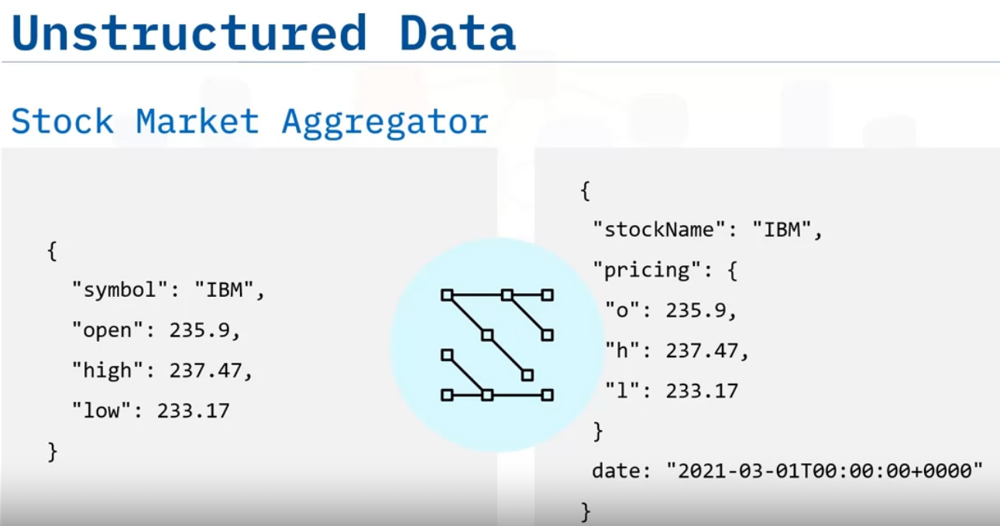 Unstructured Data
Stock Market Aggregator
{
"symbol": "IBM",
"open": 235.9,
"high": 237.47,
"low": 233.17
}
{
"stockName": "IBM",
"pricing": {
"o": 235.9,
"h": 237.47,
"l": 233.17
}
date: "2021-03-01T00:00:00+0000"
}